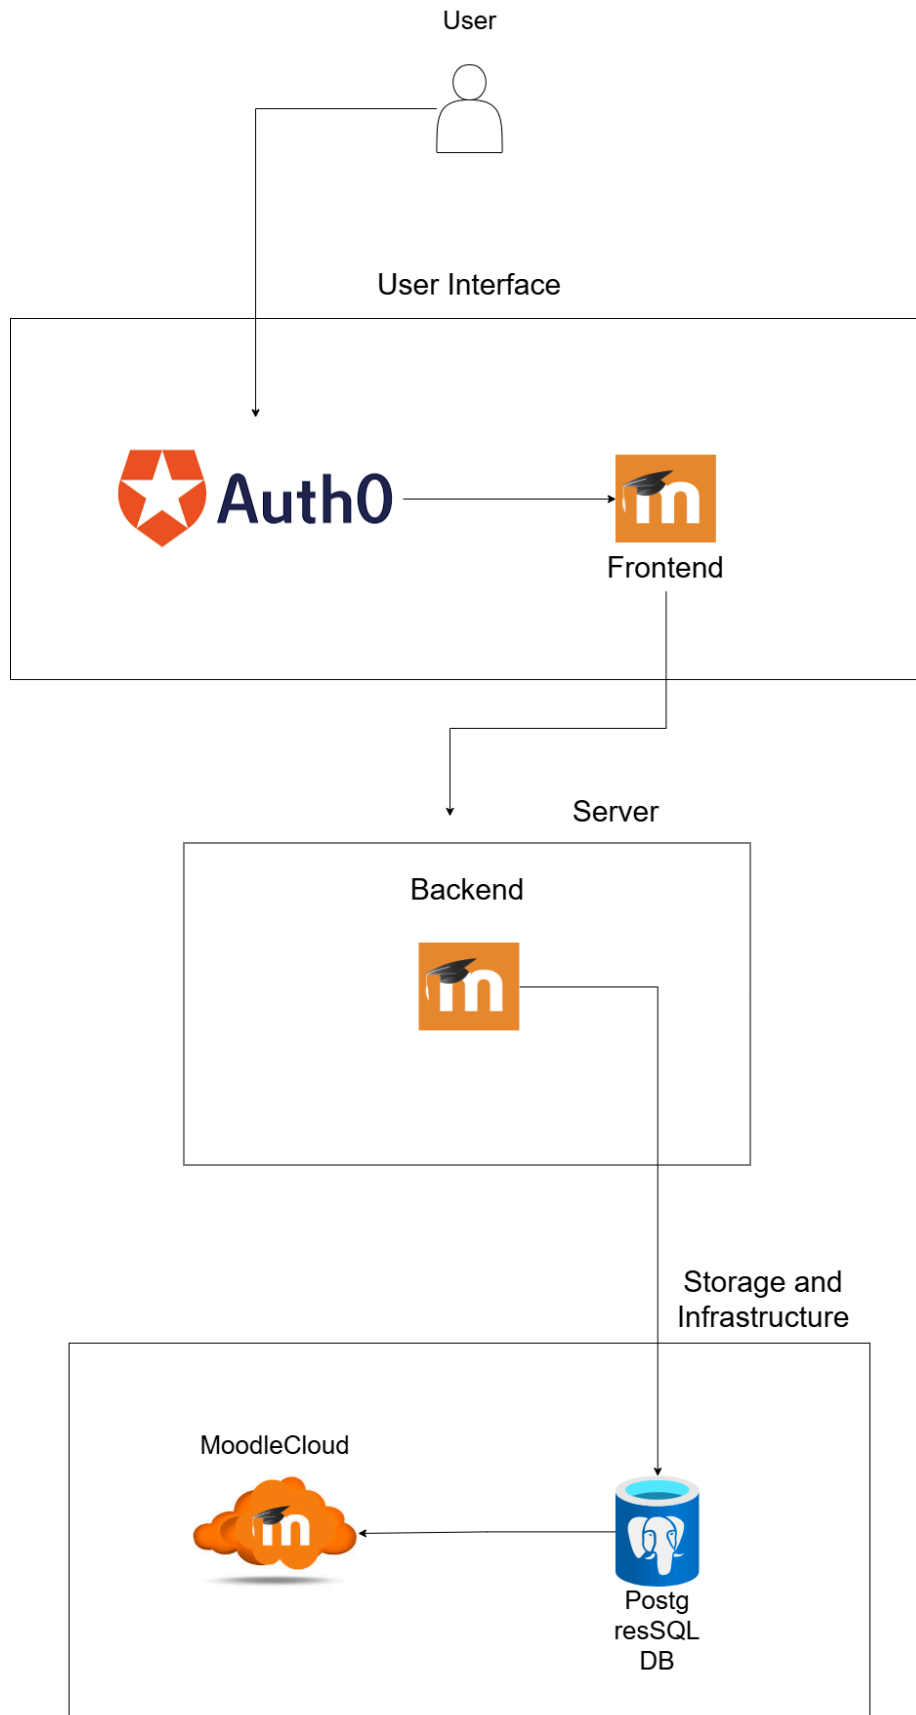 User
User Interface
Auth0
m
Frontend
Server
Backend
m
Storage and
Infrastructure
MoodleCloud
m
Postg
resSQL
DB